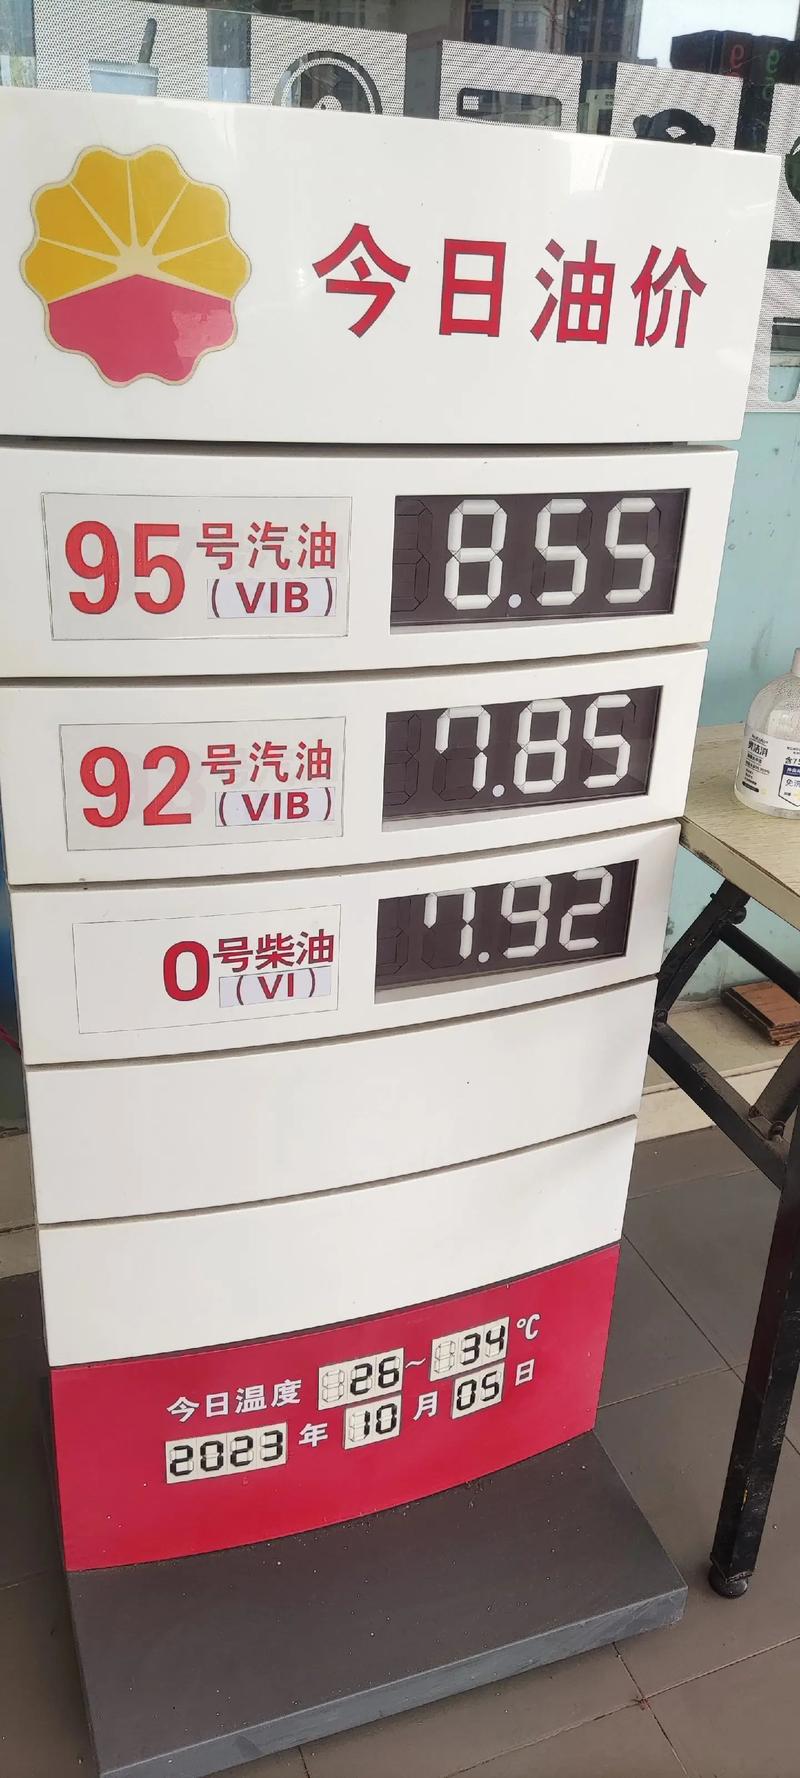 今日油价
95号汽油
(VIB)
8.55
92号汽油
(VIB)
7.85
0号柴油
(VI)
7.92
今日温度 26~34℃
2023年10月05日